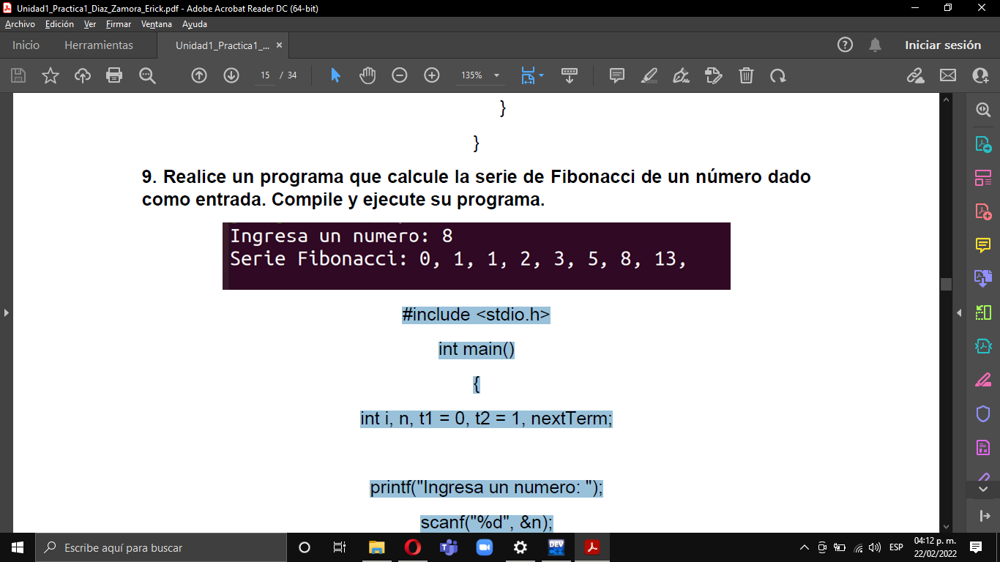 Unidad1_Practica1_Diaz_Zamora_Erick.pdf - Adobe Acrobat Reader DC (64-bit)
Archivo Edición Ver Firmar Ventana Ayuda
Inicio Herramientas Unidad1_Practica1_... × Iniciar sesión
15 / 34 135%
}
}
9. Realice un programa que calcule la serie de Fibonacci de un número dado
como entrada. Compile y ejecute su programa.
Ingresa un numero: 8
Serie Fibonacci: 0, 1, 1, 2, 3, 5, 8, 13,
#include <stdio.h>
int main()
{
int i, n, t1 = 0, t2 = 1, nextTerm;
printf("Ingresa un numero: ");
scanf("%d", &n);
Escribe aquí para buscar
DEV
ESP
04:12 p. m.
22/02/2022